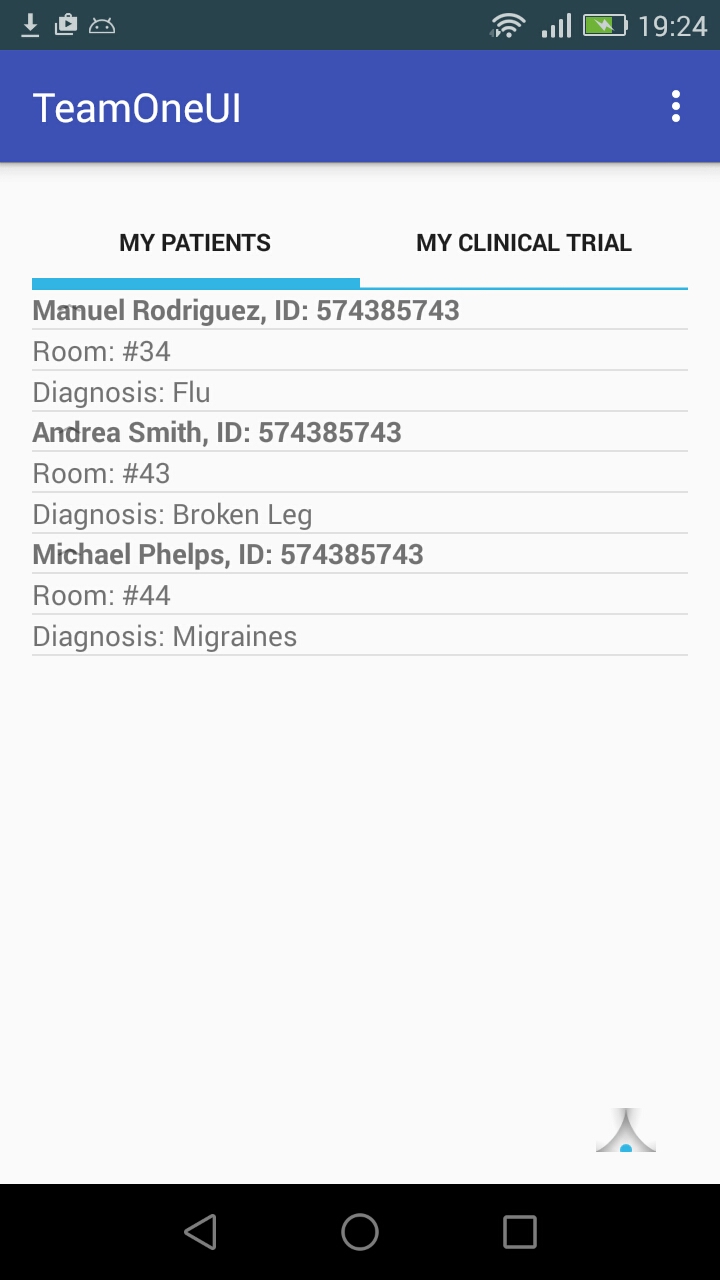 19:24
TeamOneUI
MY PATIENTS
MY CLINICAL TRIAL
Manuel Rodriguez, ID: 574385743
Room: #34
Diagnosis: Flu
Andrea Smith, ID: 574385743
Room: #43
Diagnosis: Broken Leg
Michael Phelps, ID: 574385743
Room: #44
Diagnosis: Migraines